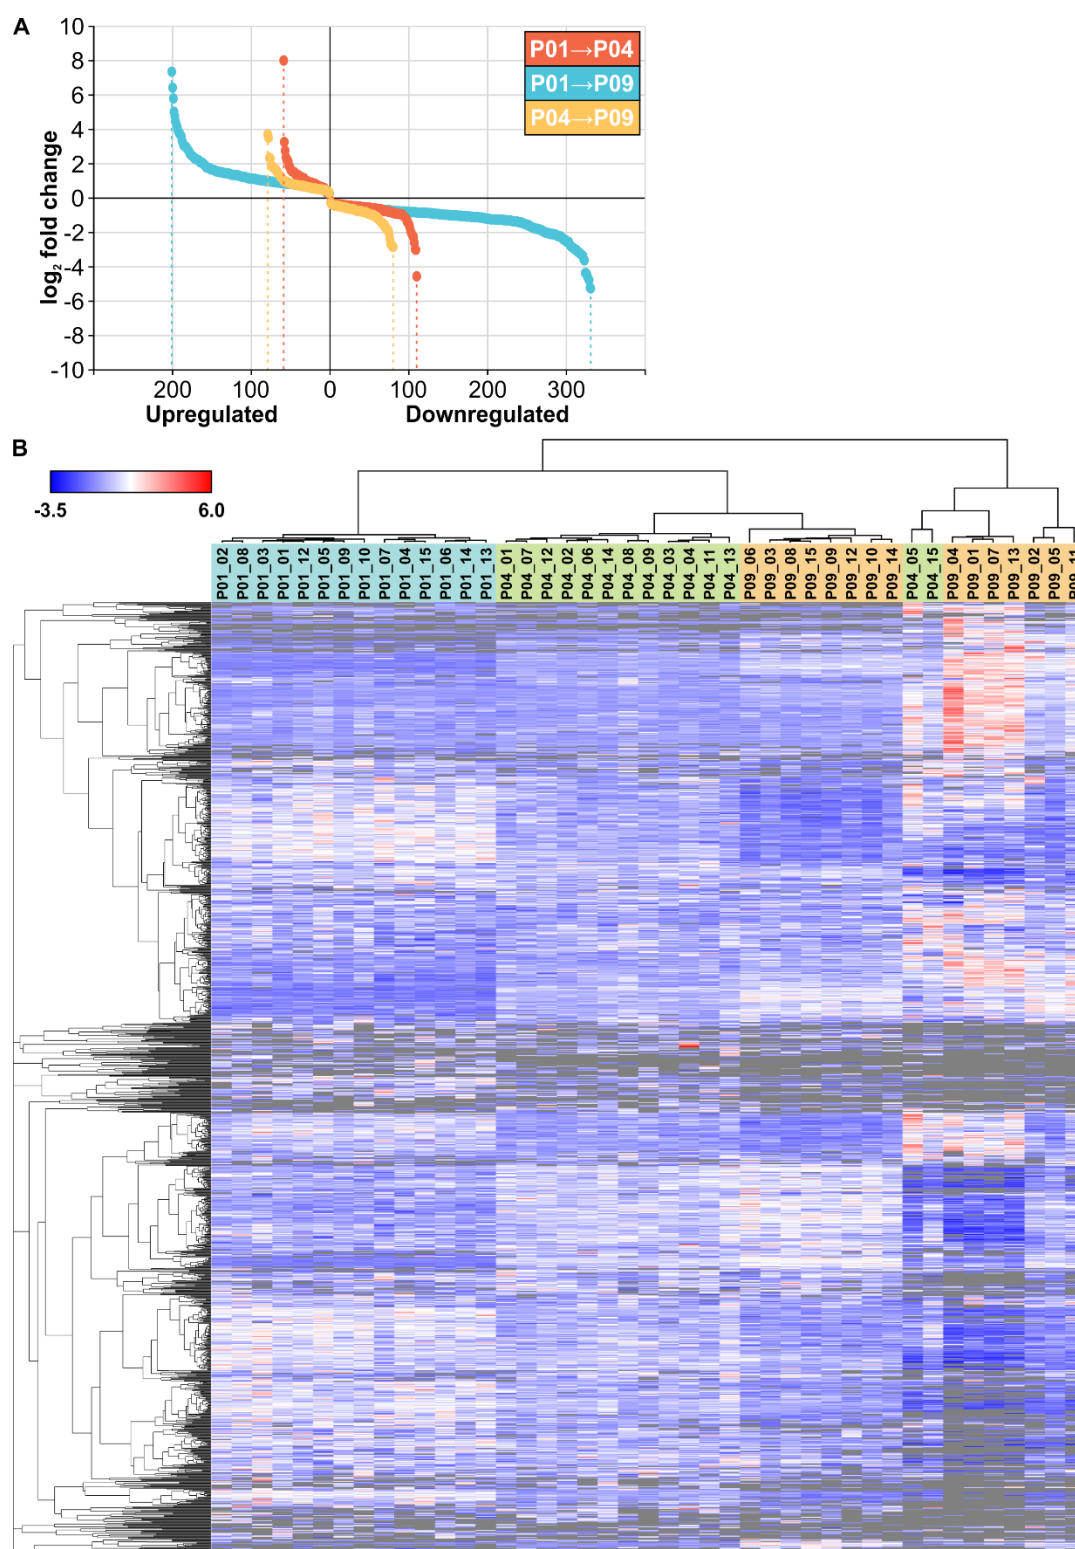 A
10
8
6
4
2
0
-2
-4
-6
-8
-10
log₂ fold change
P01→P04
P01→P09
P04→P09
200 100 0 100 200 300
Upregulated Downregulated
B
-3.5 6.0
P01_02
P01_08
P01_03
P01_01
P01_12
P01_05
P01_09
P01_10
P01_07
P01_04
P01_15
P01_06
P01_14
P01_13
P04_01
P04_07
P04_12
P04_02
P04_06
P04_14
P04_08
P04_09
P04_03
P04_04
P04_11
P04_13
P09_06
P09_03
P09_08
P09_15
P09_09
P09_12
P09_10
P09_14
P04_05
P04_15
P09_04
P09_01
P09_07
P09_13
P09_02
P09_05
P09_11